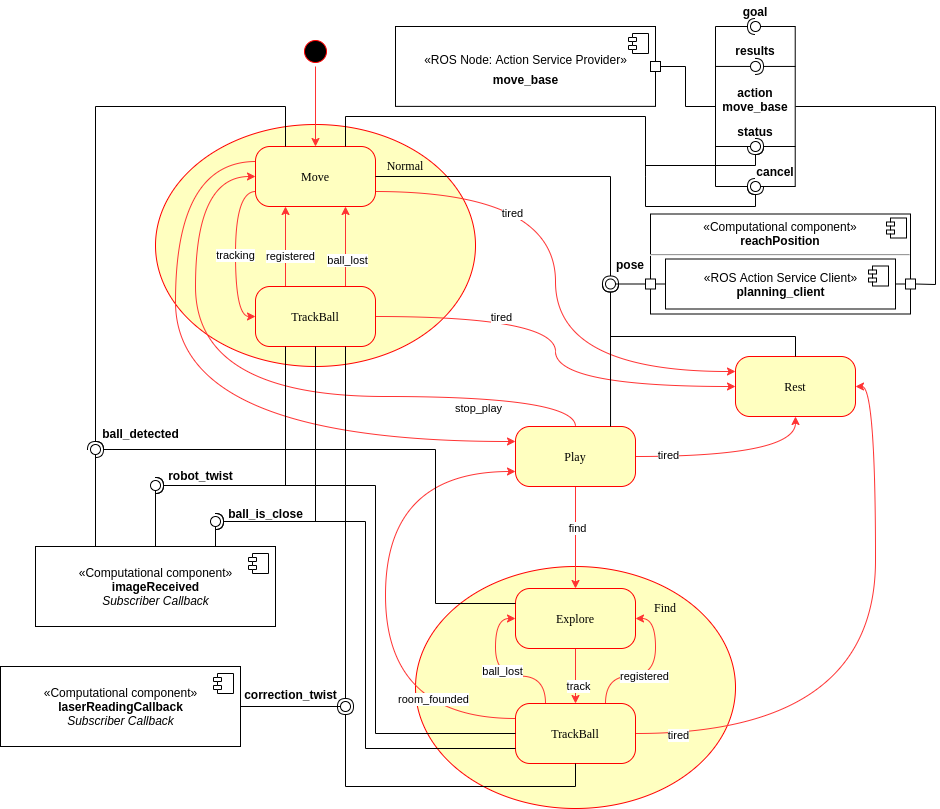 goal
«ROS Node: Action Service Provider»
move_base
results
action
move_base
status
cancel
Normal
Move
tired
«Computational component»
reachPosition
tracking
registered
ball_lost
pose
«ROS Action Service Client»
planning_client
TrackBall
tired
Rest
stop_play
ball_detected
Play
tired
robot_twist
ball_is_close
find
«Computational component»
imageReceived
Subscriber Callback
Explore
Find
ball_lost
track
registered
«Computational component»
laserReadingCallback
Subscriber Callback
correction_twist
room_founded
TrackBall
tired